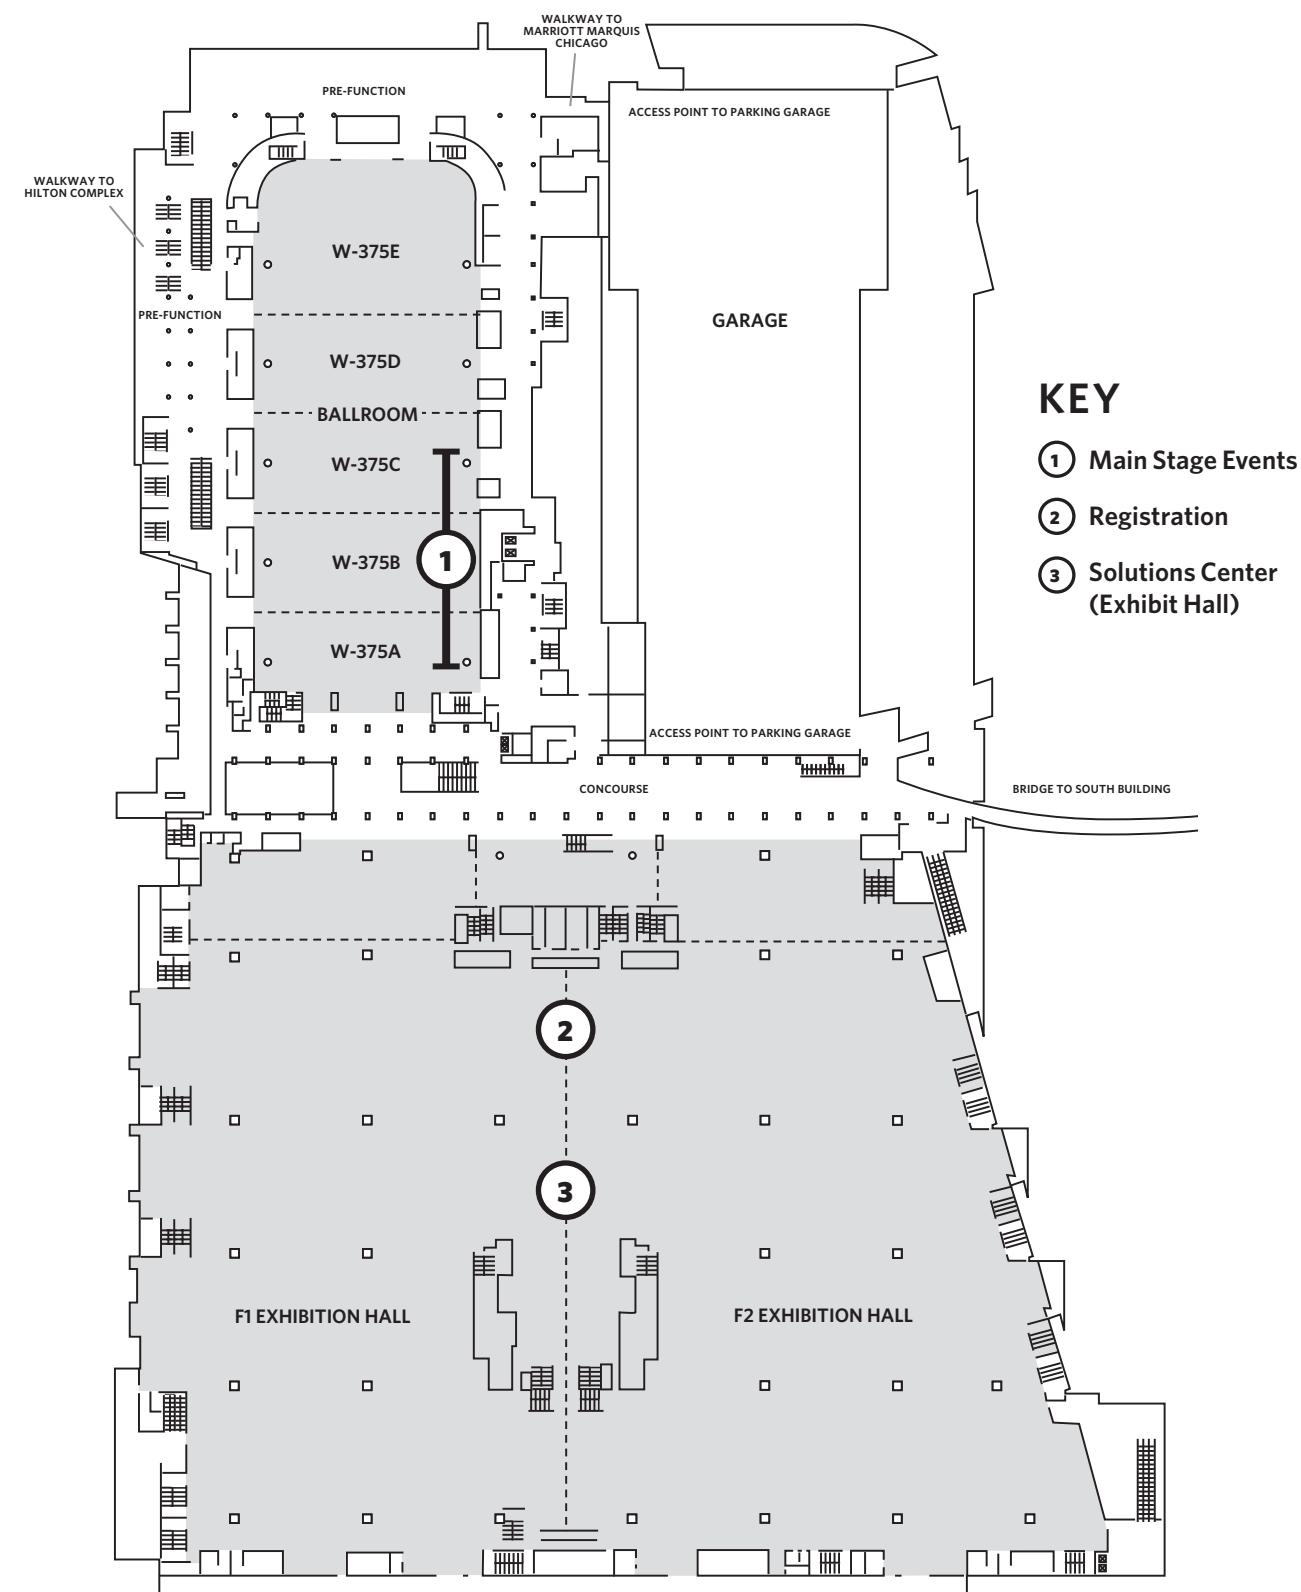 WALKWAY TO
MARRIOTT MARQUIS
CHICAGO
PRE-FUNCTION
ACCESS POINT TO PARKING GARAGE
WALKWAY TO
HILTON COMPLEX
W-375E
PRE-FUNCTION
GARAGE
W-375D
BALLROOM
W-375C
1
W-375B
W-375A
KEY
1 Main Stage Events
2 Registration
3 Solutions Center
(Exhibit Hall)
ACCESS POINT TO PARKING GARAGE
CONCOURSE
BRIDGE TO SOUTH BUILDING
2
3
F1 EXHIBITION HALL
F2 EXHIBITION HALL